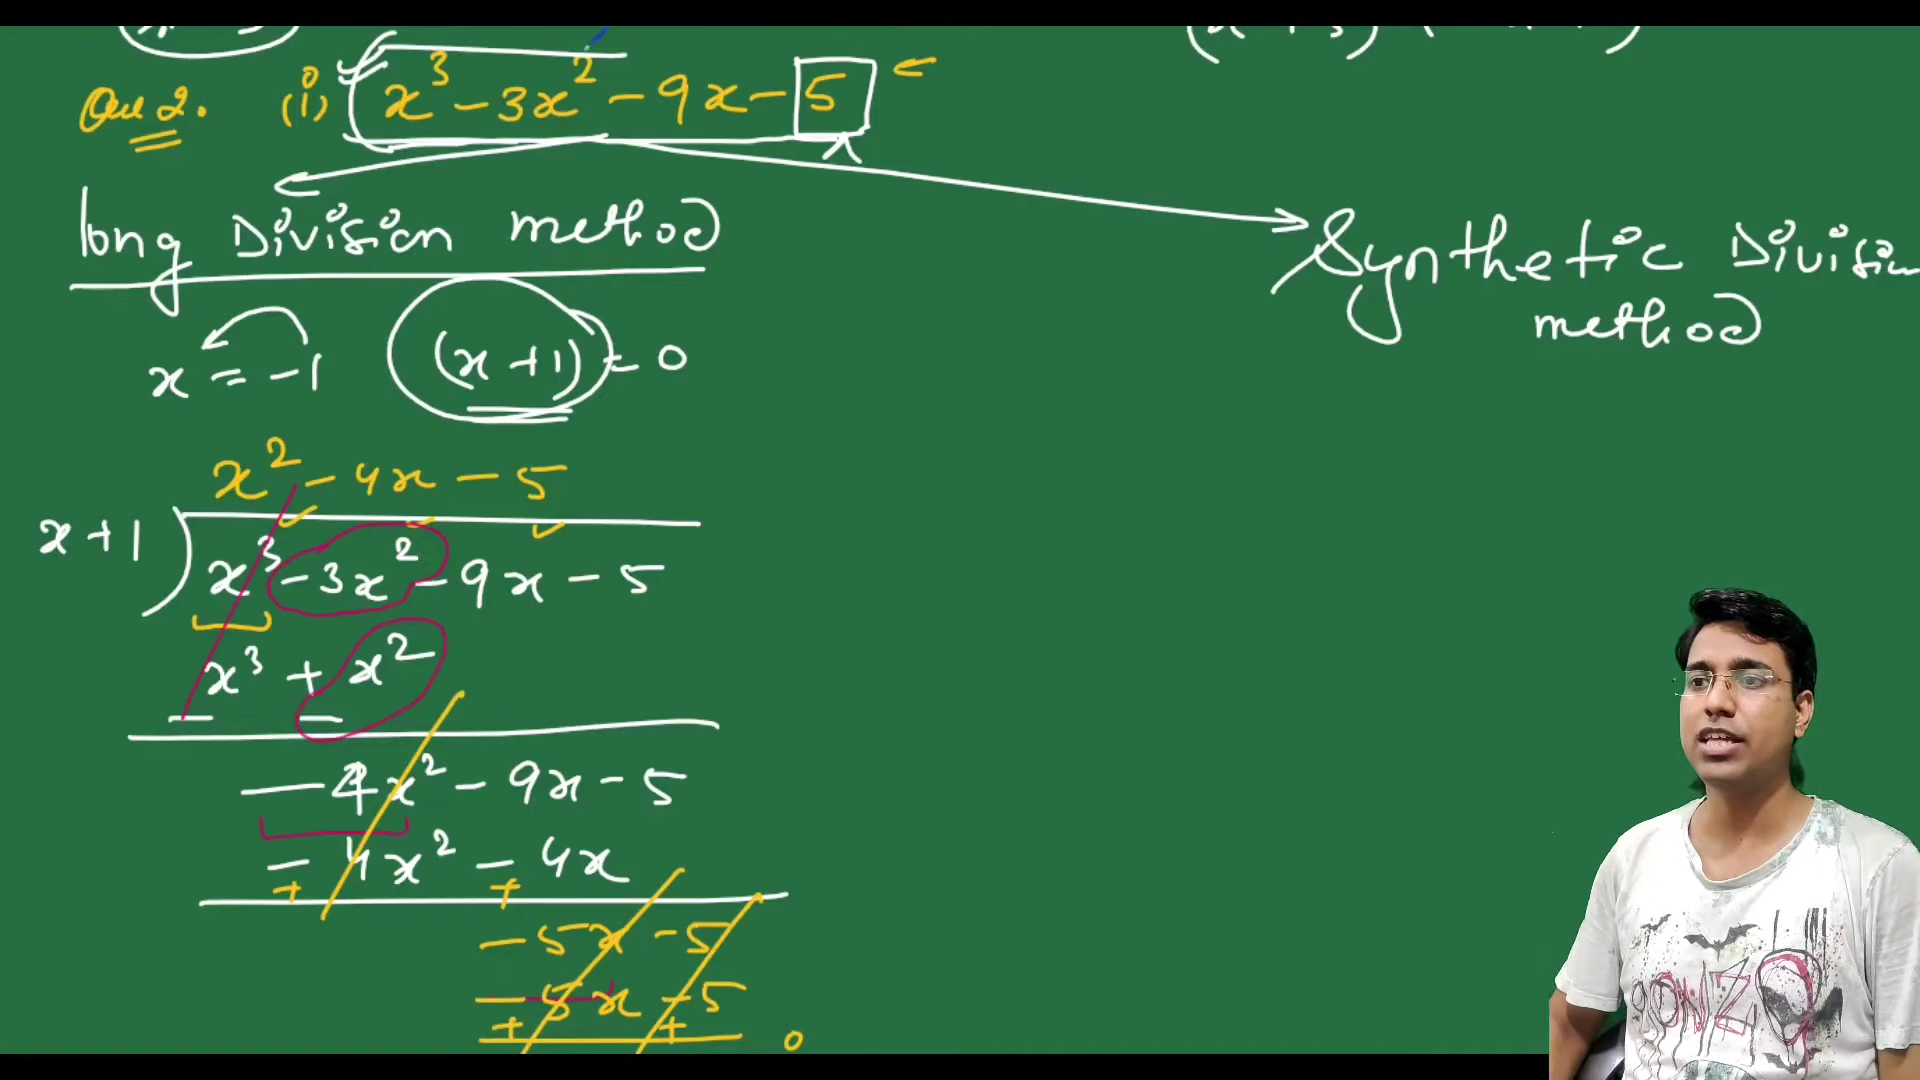 Que 2. (i) x³ - 3x² - 9x - 5
long Division method
Synthetic Division
method
x = -1 (x+1) = 0
x² - 4x - 5
x+1 ) x³ - 3x² - 9x - 5
x³ + x²
- -
- 4x² - 9x - 5
- 4x² - 4x
+ +
- 5x - 5
- 5x - 5
+ +
0